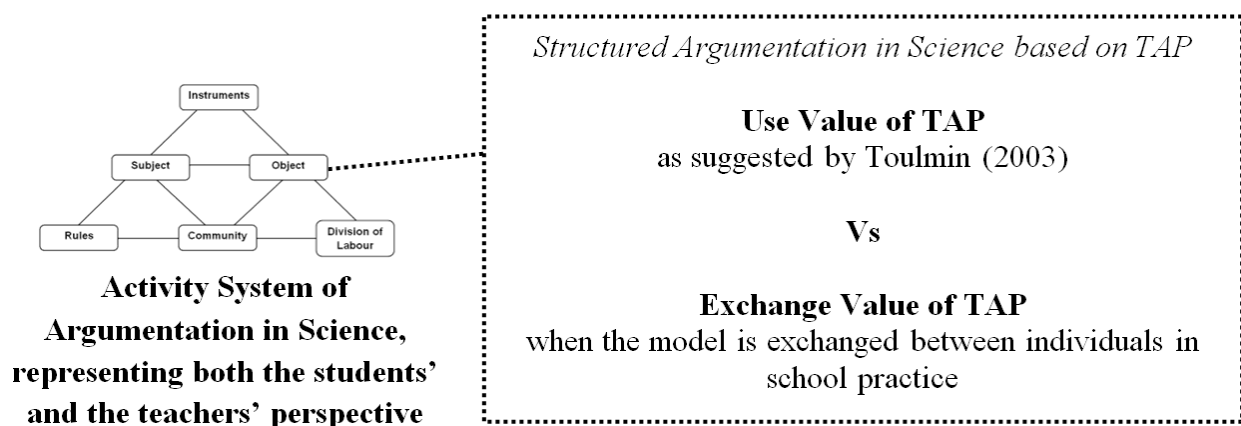 Instruments
Subject
Object
Rules
Community
Division of
Labour
Activity System of
Argumentation in Science,
representing both the students’
and the teachers’ perspective
Structured Argumentation in Science based on TAP
Use Value of TAP
as suggested by Toulmin (2003)
Vs
Exchange Value of TAP
when the model is exchanged between individuals in
school practice